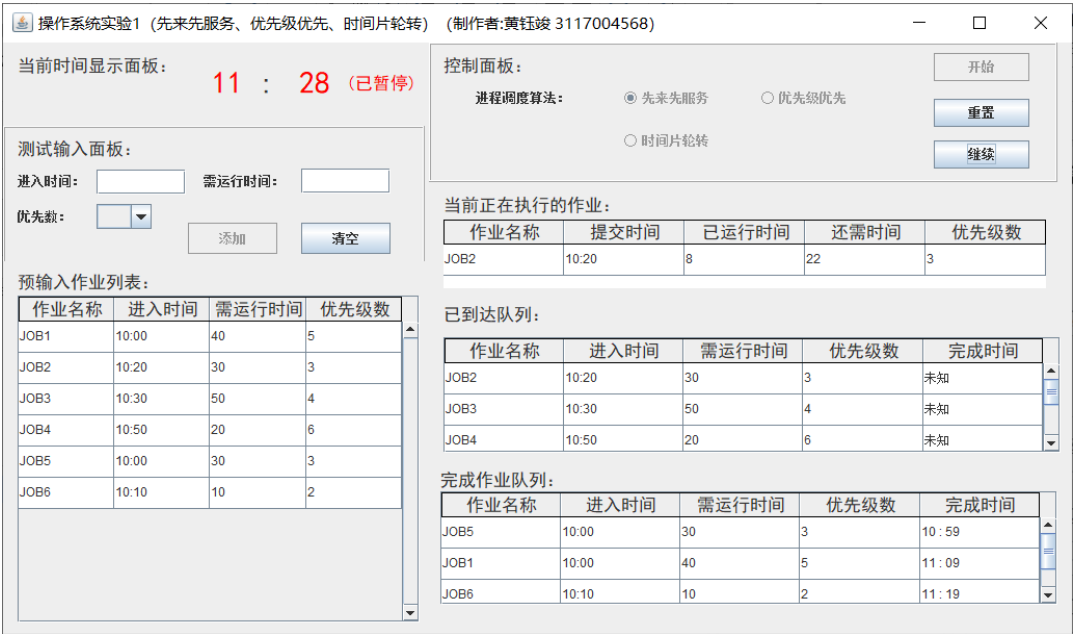 操作系统实验1（先来先服务、优先级优先、时间片轮转） （制作者:黄钰竣 3117004568）
当前时间显示面板：
11 : 28 （已暂停）
测试输入面板：
进入时间： 需运行时间：
优先数：
添加 清空
预输入作业列表：
作业名称 进入时间 需运行时间 优先级数
JOB1 10:00 40 5
JOB2 10:20 30 3
JOB3 10:30 50 4
JOB4 10:50 20 6
JOB5 10:00 30 3
JOB6 10:10 10 2
控制面板：
进程调度算法： 先来先服务 优先级优先
时间片轮转
开始
重置
继续
当前正在执行的作业：
作业名称 提交时间 已运行时间 还需时间 优先级数
JOB2 10:20 8 22 3
已到达队列：
作业名称 进入时间 需运行时间 优先级数 完成时间
JOB2 10:20 30 3 未知
JOB3 10:30 50 4 未知
JOB4 10:50 20 6 未知
完成作业队列：
作业名称 进入时间 需运行时间 优先级数 完成时间
JOB5 10:00 30 3 10 : 59
JOB1 10:00 40 5 11 : 09
JOB6 10:10 10 2 11 : 19